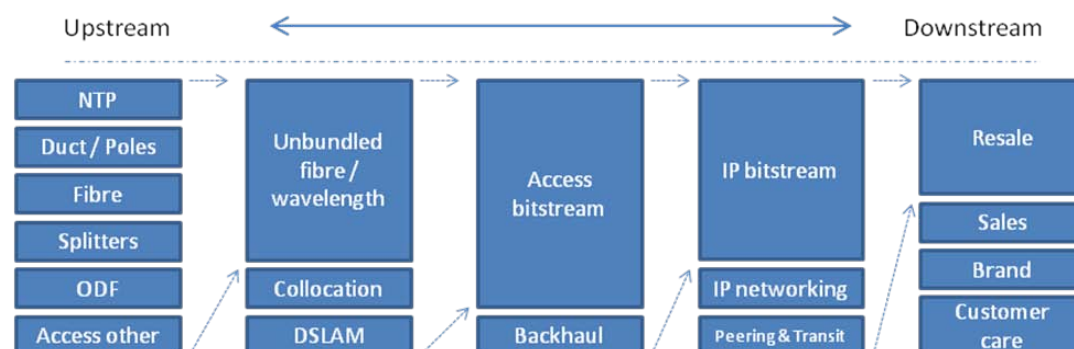 Upstream
Downstream
NTP
Duct / Poles
Fibre
Splitters
ODF
Access other
Unbundled
fibre /
wavelength
Collocation
DSLAM
Access
bitstream
Backhaul
IP bitstream
IP networking
Peering & Transit
Resale
Sales
Brand
Customer
care